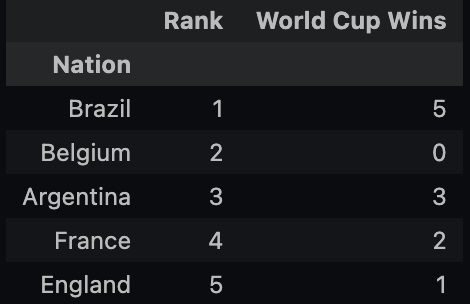 Rank World Cup Wins
Nation
Brazil 1 5
Belgium 2 0
Argentina 3 3
France 4 2
England 5 1